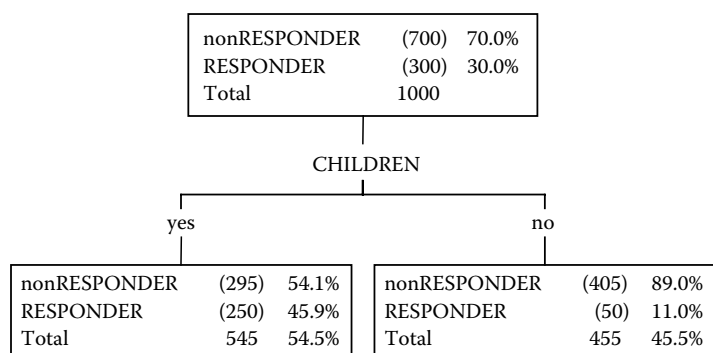 nonRESPONDER (700) 70.0%
RESPONDER (300) 30.0%
Total 1000
CHILDREN
yes
no
nonRESPONDER (295) 54.1%
RESPONDER (250) 45.9%
Total 545 54.5%
nonRESPONDER (405) 89.0%
RESPONDER (50) 11.0%
Total 455 45.5%